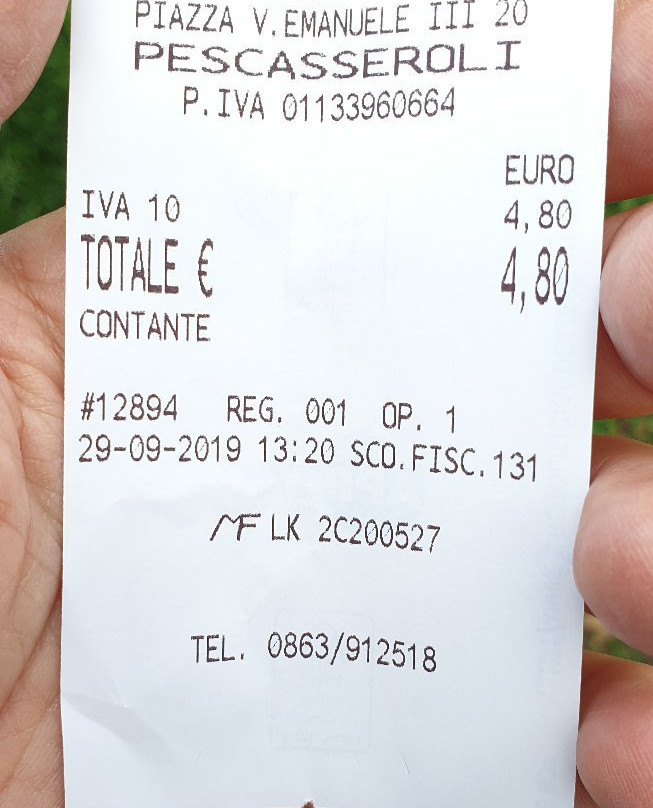 PIAZZA V.EMANUELE III 20
PESCASSEROLI
P.IVA 01133960664
EURO
IVA 10 4,80
TOTALE € 4,80
CONTANTE
#12894 REG. 001 OP. 1
29-09-2019 13:20 SCO.FISC.131
MF LK 2C200527
TEL. 0863/912518